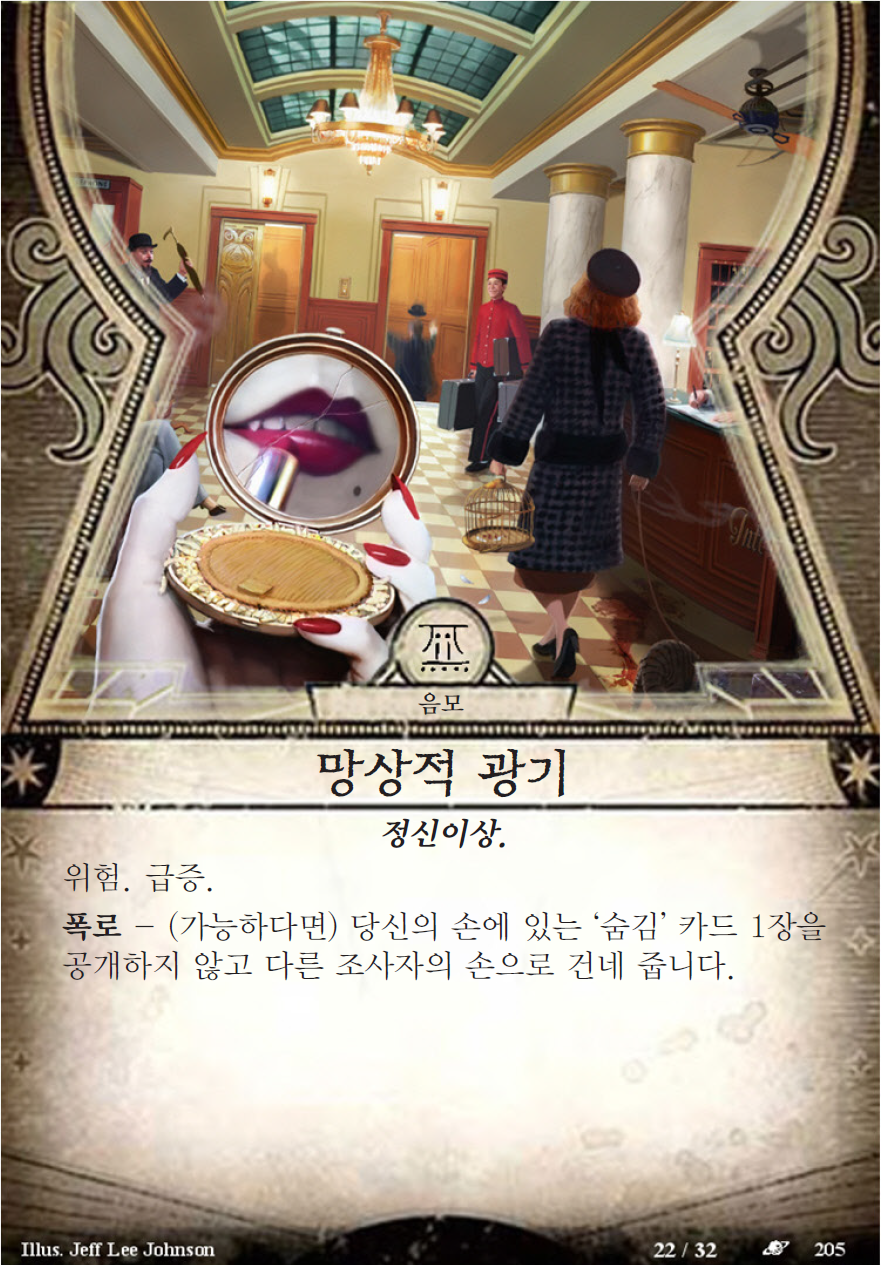 음모
망상적 광기
정신이상.
위험. 급증.
폭로 – (가능하다면) 당신의 손에 있는 ‘숨김’ 카드 1장을
공개하지 않고 다른 조사자의 손으로 건네 줍니다.
Illus. Jeff Lee Johnson
22 / 32
205